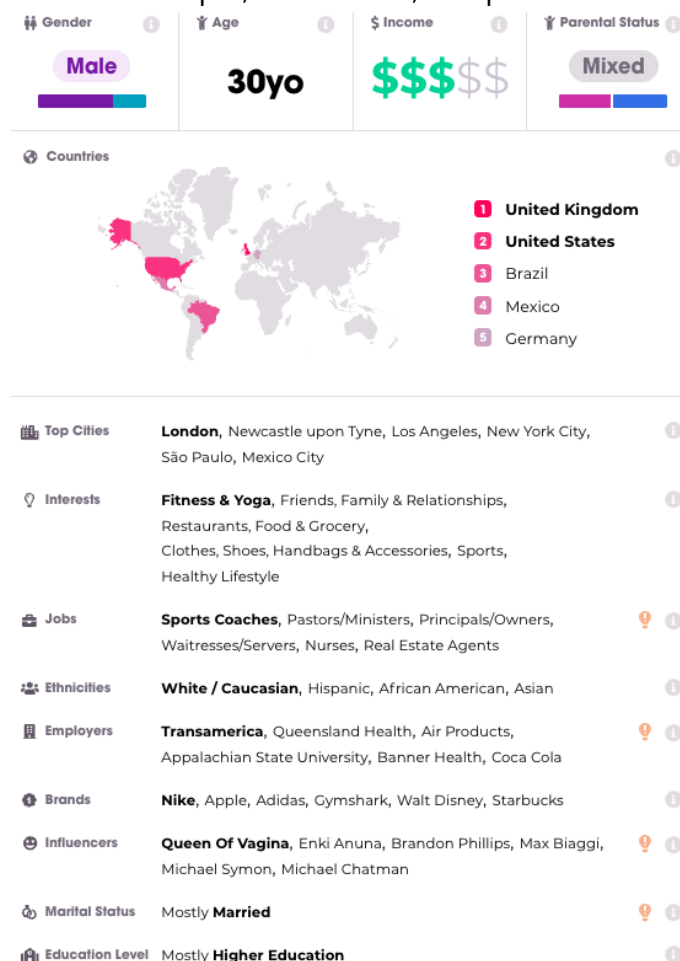 Gender
Age
$ Income
Parental Status
Male
30yo
$$$$$
Mixed
Countries
1 United Kingdom
2 United States
3 Brazil
4 Mexico
5 Germany
Top Cities
London, Newcastle upon Tyne, Los Angeles, New York City,
São Paulo, Mexico City
Interests
Fitness & Yoga, Friends, Family & Relationships,
Restaurants, Food & Grocery,
Clothes, Shoes, Handbags & Accessories, Sports,
Healthy Lifestyle
Jobs
Sports Coaches, Pastors/Ministers, Principals/Owners,
Waitresses/Servers, Nurses, Real Estate Agents
Ethnicities
White / Caucasian, Hispanic, African American, Asian
Employers
Transamerica, Queensland Health, Air Products,
Appalachian State University, Banner Health, Coca Cola
Brands
Nike, Apple, Adidas, Gymshark, Walt Disney, Starbucks
Influencers
Queen Of Vagina, Enki Anuna, Brandon Phillips, Max Biaggi,
Michael Symon, Michael Chatman
Marital Status
Mostly Married
Education Level
Mostly Higher Education